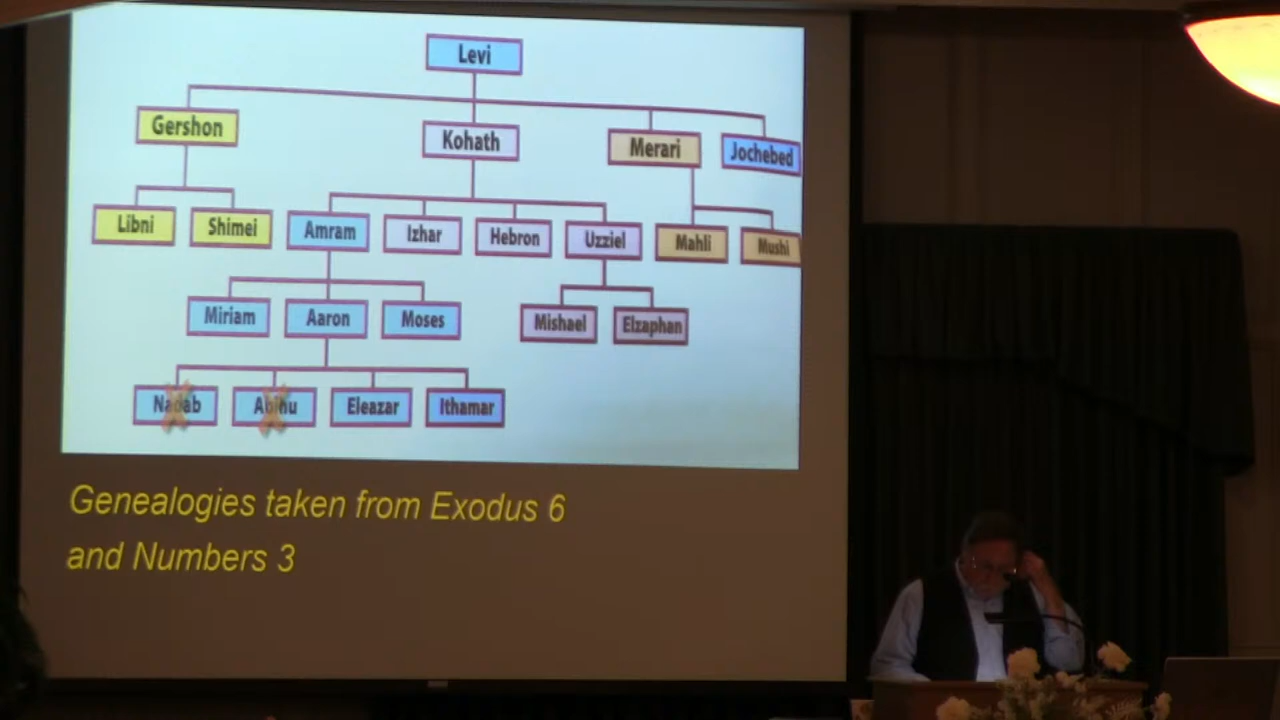 Levi
Gershon
Kohath
Merari
Jochebed
Libni
Shimei
Amram
Izhar
Hebron
Uzziel
Mahli
Mushi
Miriam
Aaron
Moses
Mishael
Elzaphan
Nadab
Abihu
Eleazar
Ithamar
Genealogies taken from Exodus 6
and Numbers 3